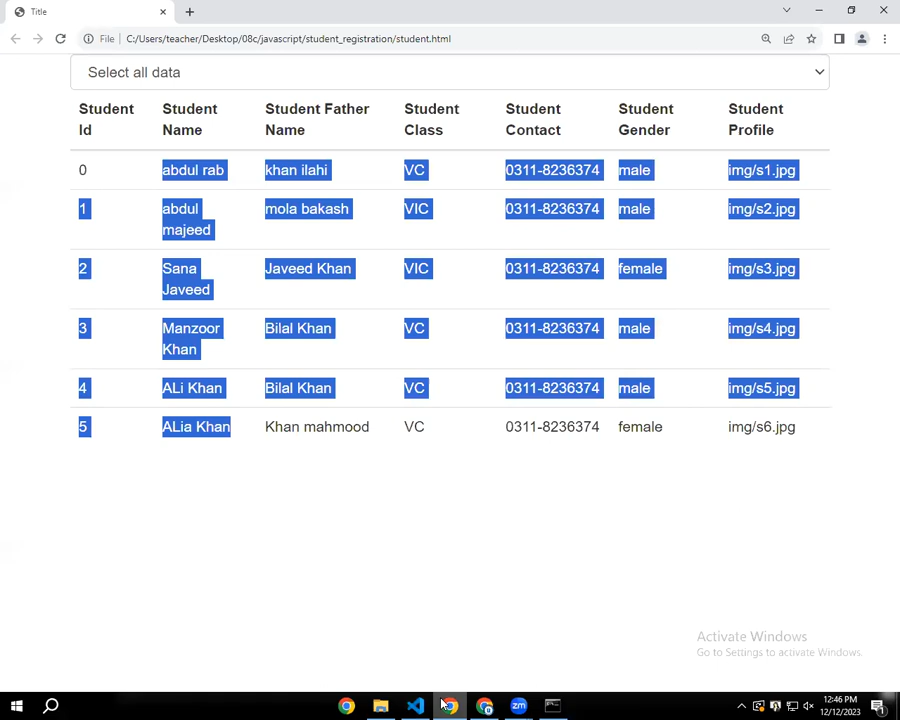 Title
File
C:/Users/teacher/Desktop/08c/javascript/student_registration/student.html
Select all data
Student Id
Student Name
Student Father Name
Student Class
Student Contact
Student Gender
Student Profile
0 abdul rab khan ilahi VC 0311-8236374 male img/s1.jpg
1 abdul majeed mola bakash VIC 0311-8236374 male img/s2.jpg
2 Sana Javeed Javeed Khan VIC 0311-8236374 female img/s3.jpg
3 Manzoor Khan Bilal Khan VC 0311-8236374 male img/s4.jpg
4 ALi Khan Bilal Khan VC 0311-8236374 male img/s5.jpg
5 ALia Khan Khan mahmood VC 0311-8236374 female img/s6.jpg
Activate Windows
Go to Settings to activate Windows.
zm
12:46 PM
12/12/2023
1